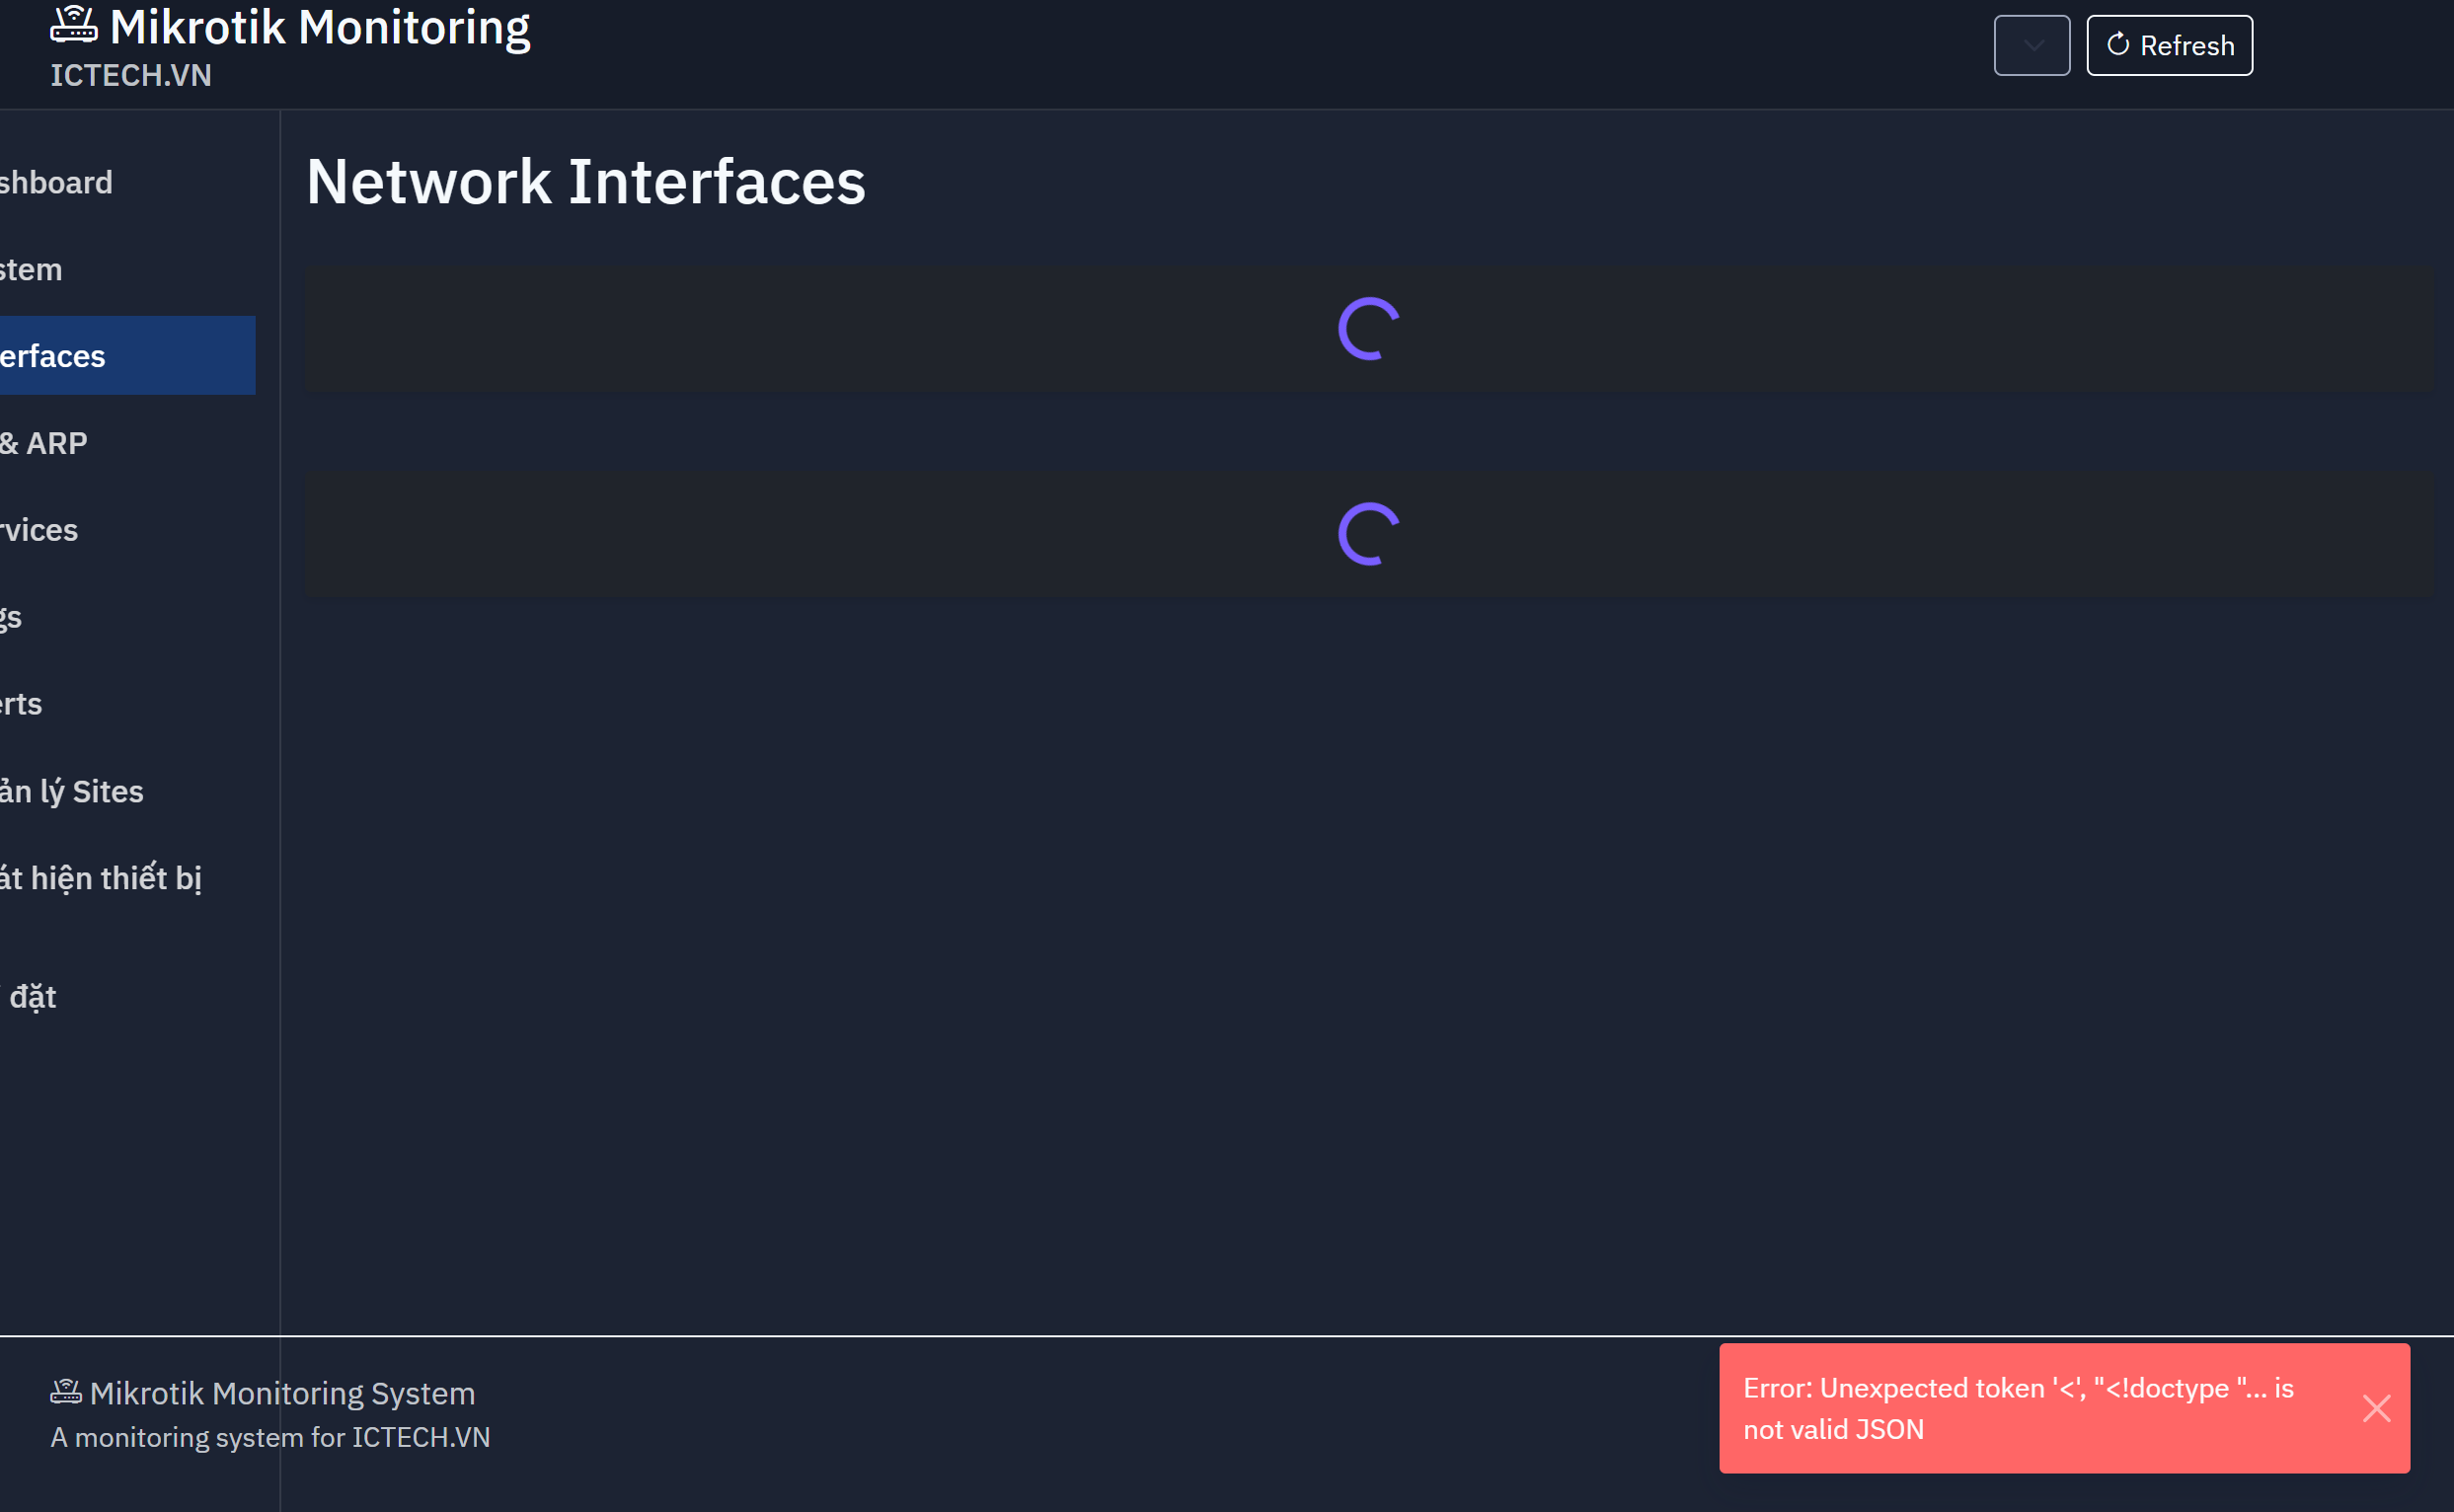 Mikrotik Monitoring
ICTECH.VN
Refresh
shboard
stem
erfaces
& ARP
rvices
gs
erts
ản lý Sites
át hiện thiết bị
đặt
Network Interfaces
Mikrotik Monitoring System
A monitoring system for ICTECH.VN
Error: Unexpected token '<', "<!doctype "... is
not valid JSON